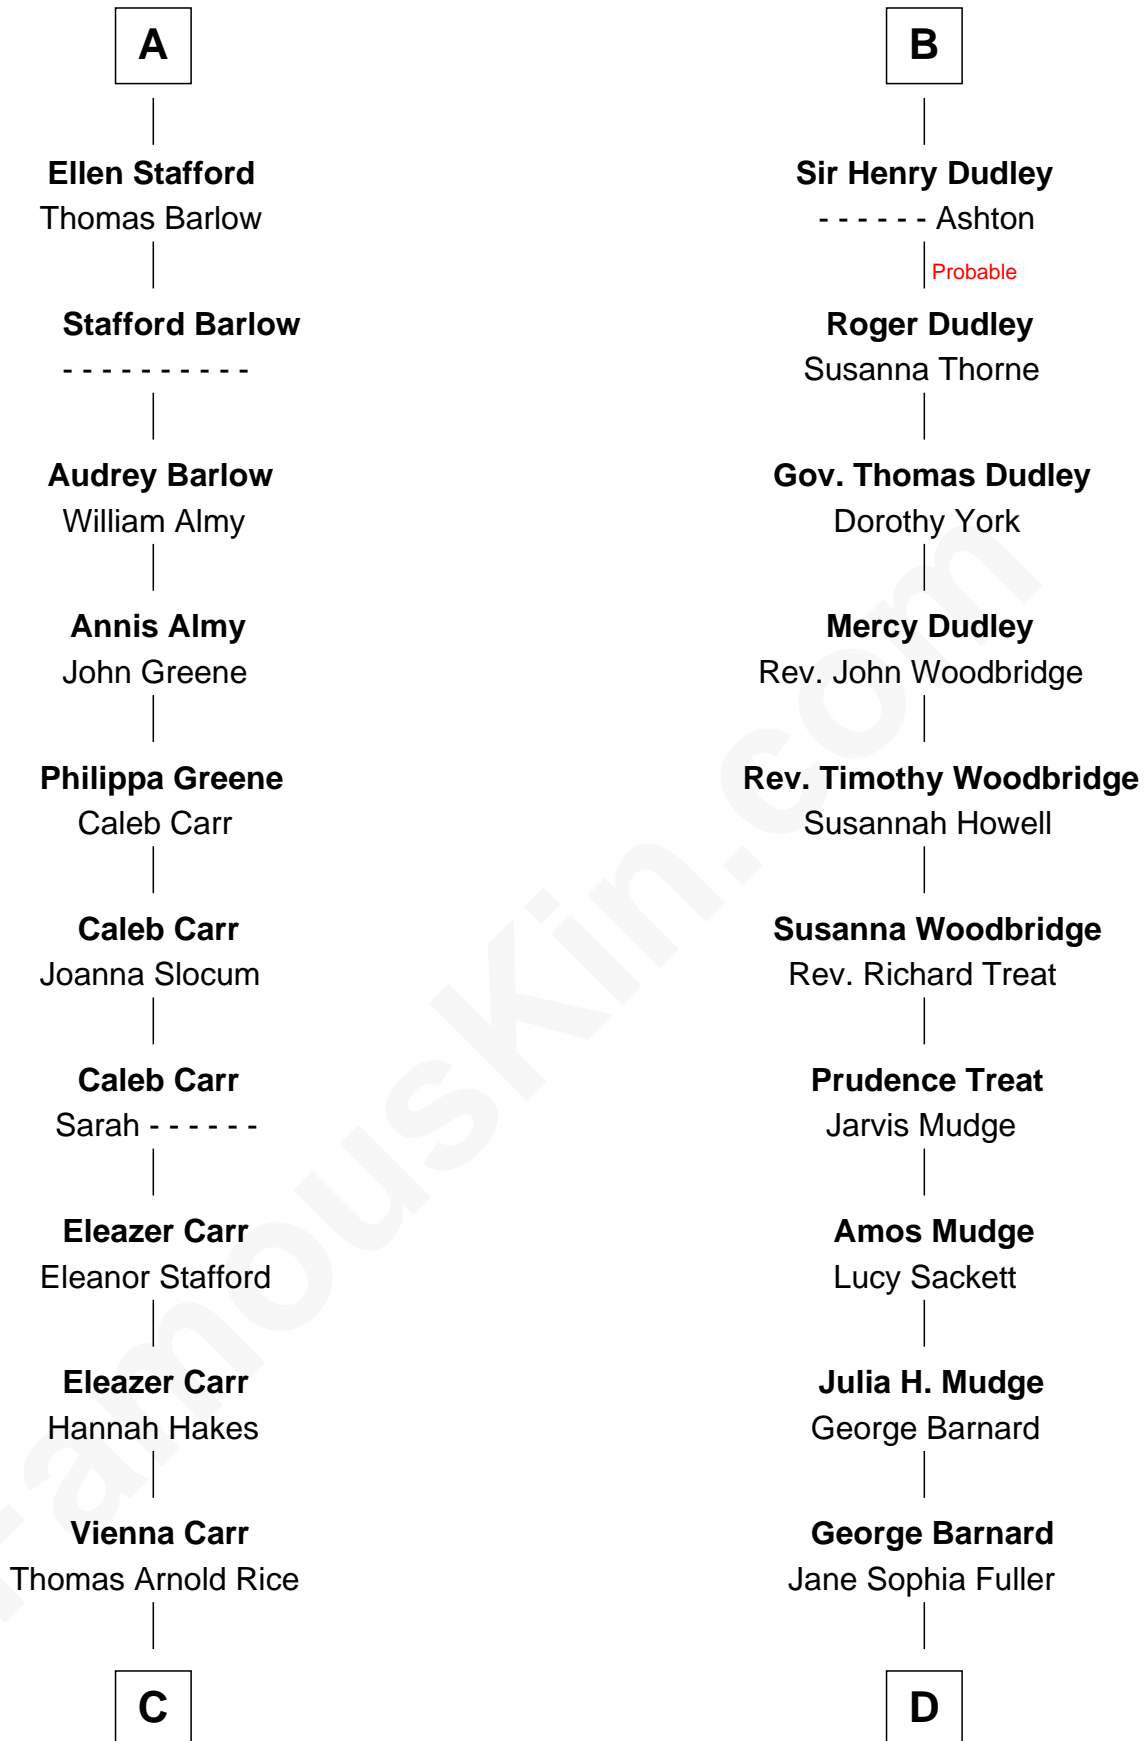 A
Ellen Stafford
Thomas Barlow
Stafford Barlow
- - - - - - - - - -
Audrey Barlow
William Almy
Annis Almy
John Greene
Philippa Greene
Caleb Carr
Caleb Carr
Joanna Slocum
Caleb Carr
Sarah - - - - - -
Eleazer Carr
Eleanor Stafford
Eleazer Carr
Hannah Hakes
Vienna Carr
Thomas Arnold Rice
C
B
Sir Henry Dudley
- - - - - - Ashton
Probable
Roger Dudley
Susanna Thorne
Gov. Thomas Dudley
Dorothy York
Mercy Dudley
Rev. John Woodbridge
Rev. Timothy Woodbridge
Susannah Howell
Susanna Woodbridge
Rev. Richard Treat
Prudence Treat
Jarvis Mudge
Amos Mudge
Lucy Sackett
Julia H. Mudge
George Barnard
George Barnard
Jane Sophia Fuller
D
FamousKin.com